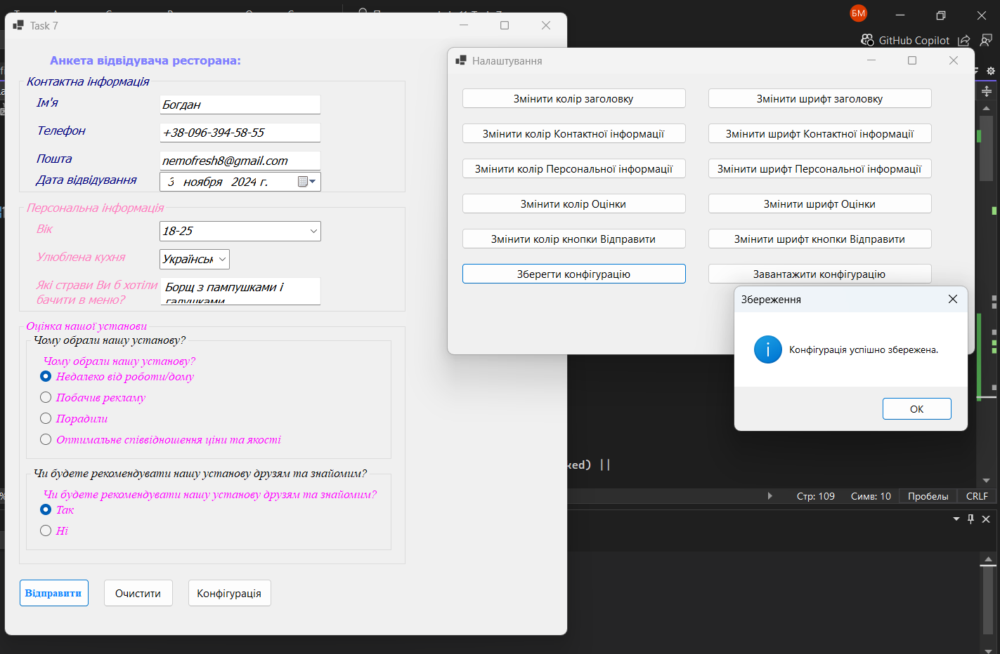 БМ
GitHub Copilot
Task 7
Анкета відвідувача ресторана:
Контактна інформація
Ім'я
Богдан
Телефон
+38-096-394-58-55
Пошта
nemofresh8@gmail.com
Дата відвідування
3 ноября 2024 г.
Персональна інформація
Вік
18-25
Улюблена кухня
Українськ
Які страви Ви б хотіли
бачити в меню?
Борщ з пампушками і
галушками
Оцінка нашої установи
Чому обрали нашу установу?
Чому обрали нашу установу?
Недалеко від роботи/дому
Побачив рекламу
Порадили
Оптимальне співвідношення ціни та якості
Чи будете рекомендувати нашу установу друзям та знайомим?
Чи будете рекомендувати нашу установу друзям та знайомим?
Так
Ні
Відправити
Очистити
Конфігурація
Налаштування
Змінити колір заголовку
Змінити шрифт заголовку
Змінити колір Контактної інформації
Змінити шрифт Контактної інформації
Змінити колір Персональної інформації
Змінити шрифт Персональної інформації
Змінити колір Оцінки
Змінити шрифт Оцінки
Змінити колір кнопки Відправити
Змінити шрифт кнопки Відправити
Зберегти конфігурацію
Завантажити конфігурацію
Збереження
Конфігурація успішно збережена.
ОК
ked) ||
Стр: 109
Симв: 10
Пробелы
CRLF